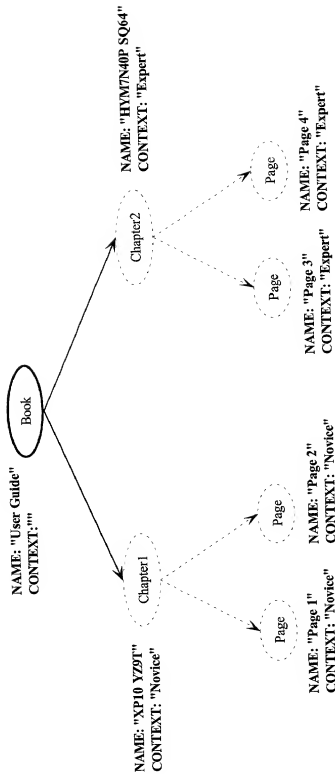 NAME: "User Guide"
CONTEXT:""
Book
NAME: "XP10 YZ9T"
CONTEXT: "Novice"
Chapter1
Chapter2
NAME: "HYM7N40P SQ64"
CONTEXT: "Expert"
Page
Page
Page
Page
NAME: "Page 1"
CONTEXT: "Novice"
NAME: "Page 2"
CONTEXT: "Novice"
NAME: "Page 3"
CONTEXT: "Expert"
NAME: "Page 4"
CONTEXT: "Expert"